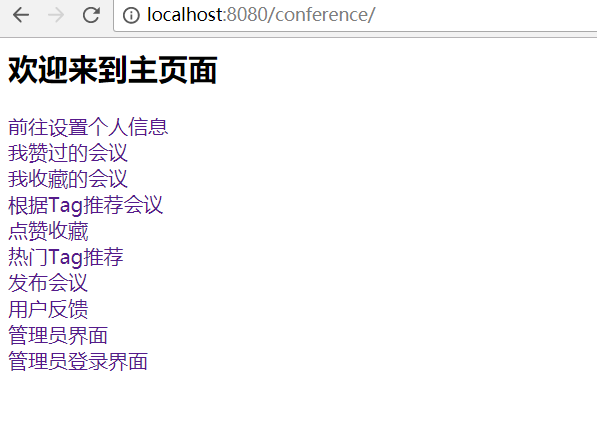 localhost:8080/conference/
欢迎来到主页面
前往设置个人信息
我赞过的会议
我收藏的会议
根据Tag推荐会议
点赞收藏
热门Tag推荐
发布会议
用户反馈
管理员界面
管理员登录界面